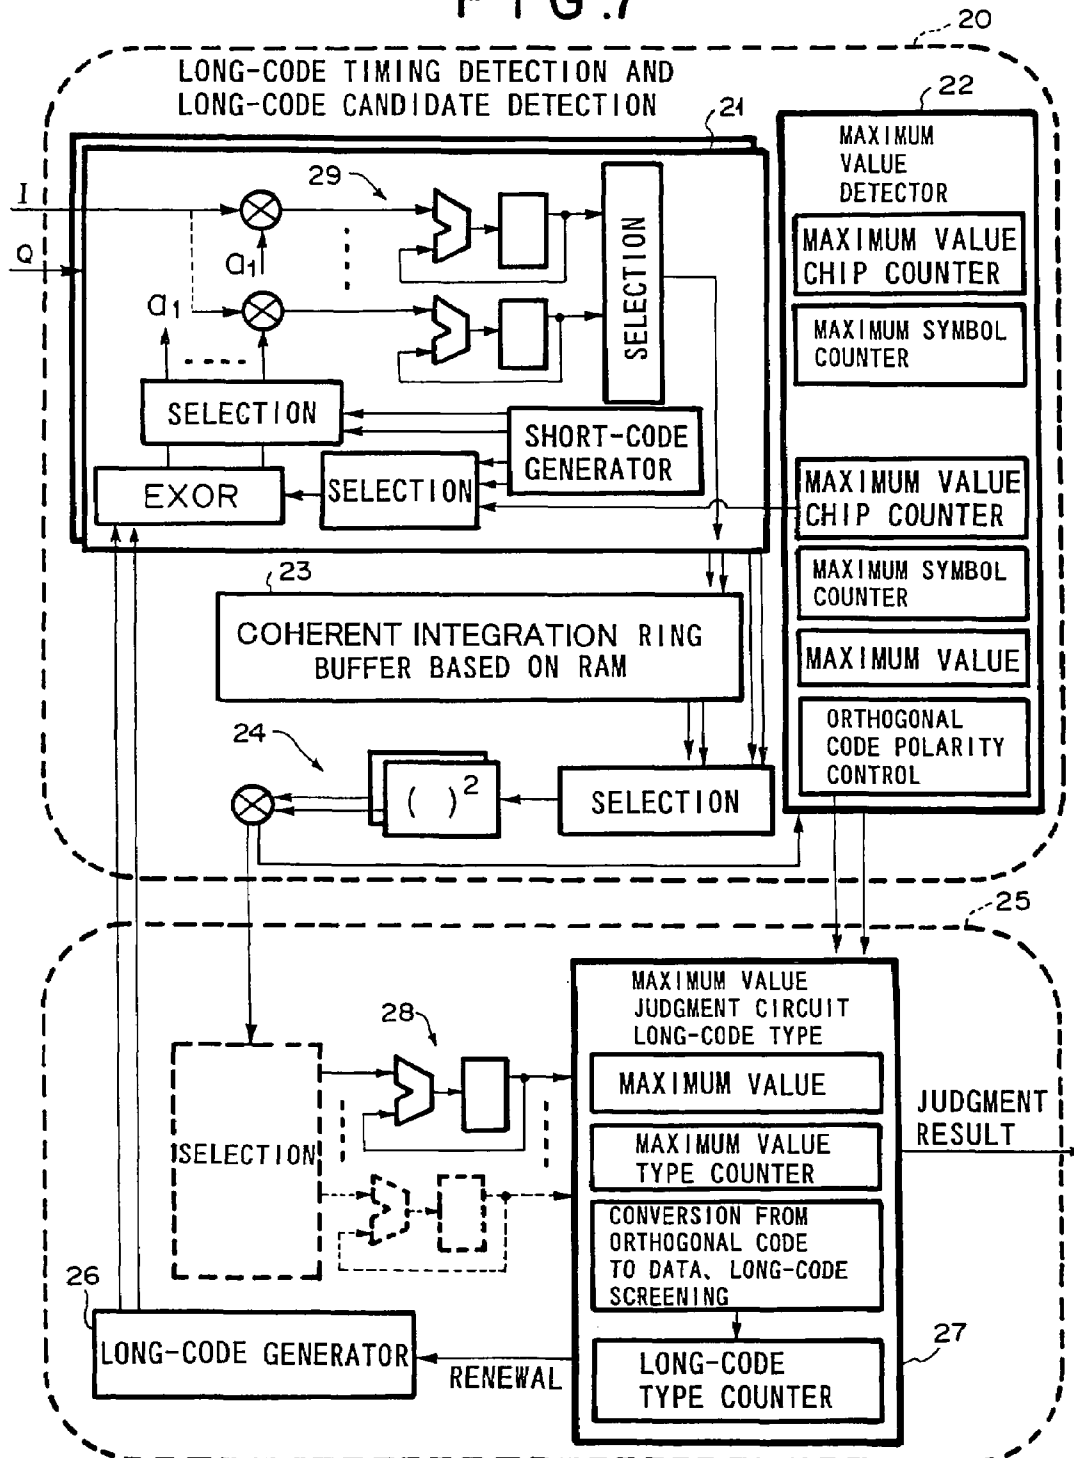 FIG.7
20
LONG-CODE TIMING DETECTION AND
LONG-CODE CANDIDATE DETECTION
21
22
MAXIMUM
VALUE
DETECTOR
I
29
Q
a1
a1
MAXIMUM VALUE
CHIP COUNTER
SELECTION
MAXIMUM SYMBOL
COUNTER
SELECTION
SHORT-CODE
GENERATOR
EXOR
SELECTION
MAXIMUM VALUE
CHIP COUNTER
23
MAXIMUM SYMBOL
COUNTER
COHERENT INTEGRATION RING
BUFFER BASED ON RAM
MAXIMUM VALUE
24
ORTHOGONAL
CODE POLARITY
CONTROL
( )2
SELECTION
25
MAXIMUM VALUE
JUDGMENT CIRCUIT
LONG-CODE TYPE
28
MAXIMUM VALUE
JUDGMENT
RESULT
SELECTION
MAXIMUM VALUE
TYPE COUNTER
CONVERSION FROM
ORTHOGONAL CODE
TO DATA、LONG-CODE
SCREENING
26
27
LONG-CODE GENERATOR
RENEWAL
LONG-CODE
TYPE COUNTER